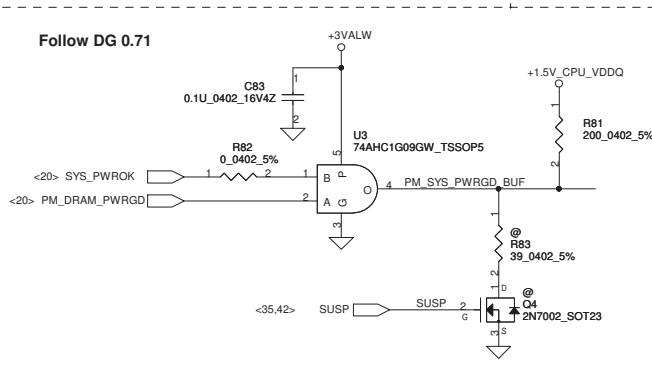 Follow DG 0.71
+3VALW
C83
0.1U_0402_16V4Z
1
2
+1.5V_CPU_VDDQ
R81
200_0402_5%
1
2
U3
74AHC1G09GW_TSSOP5
R82
0_0402_5%
<20> SYS_PWROK
1
2
1
B
P
5
<20> PM_DRAM_PWRGD
2
A
G
3
O
4
PM_SYS_PWRGD_BUF
1
@
R83
39_0402_5%
2
<35,42>
SUSP
SUSP
2
G
1
D
3
S
@
Q4
2N7002_SOT23